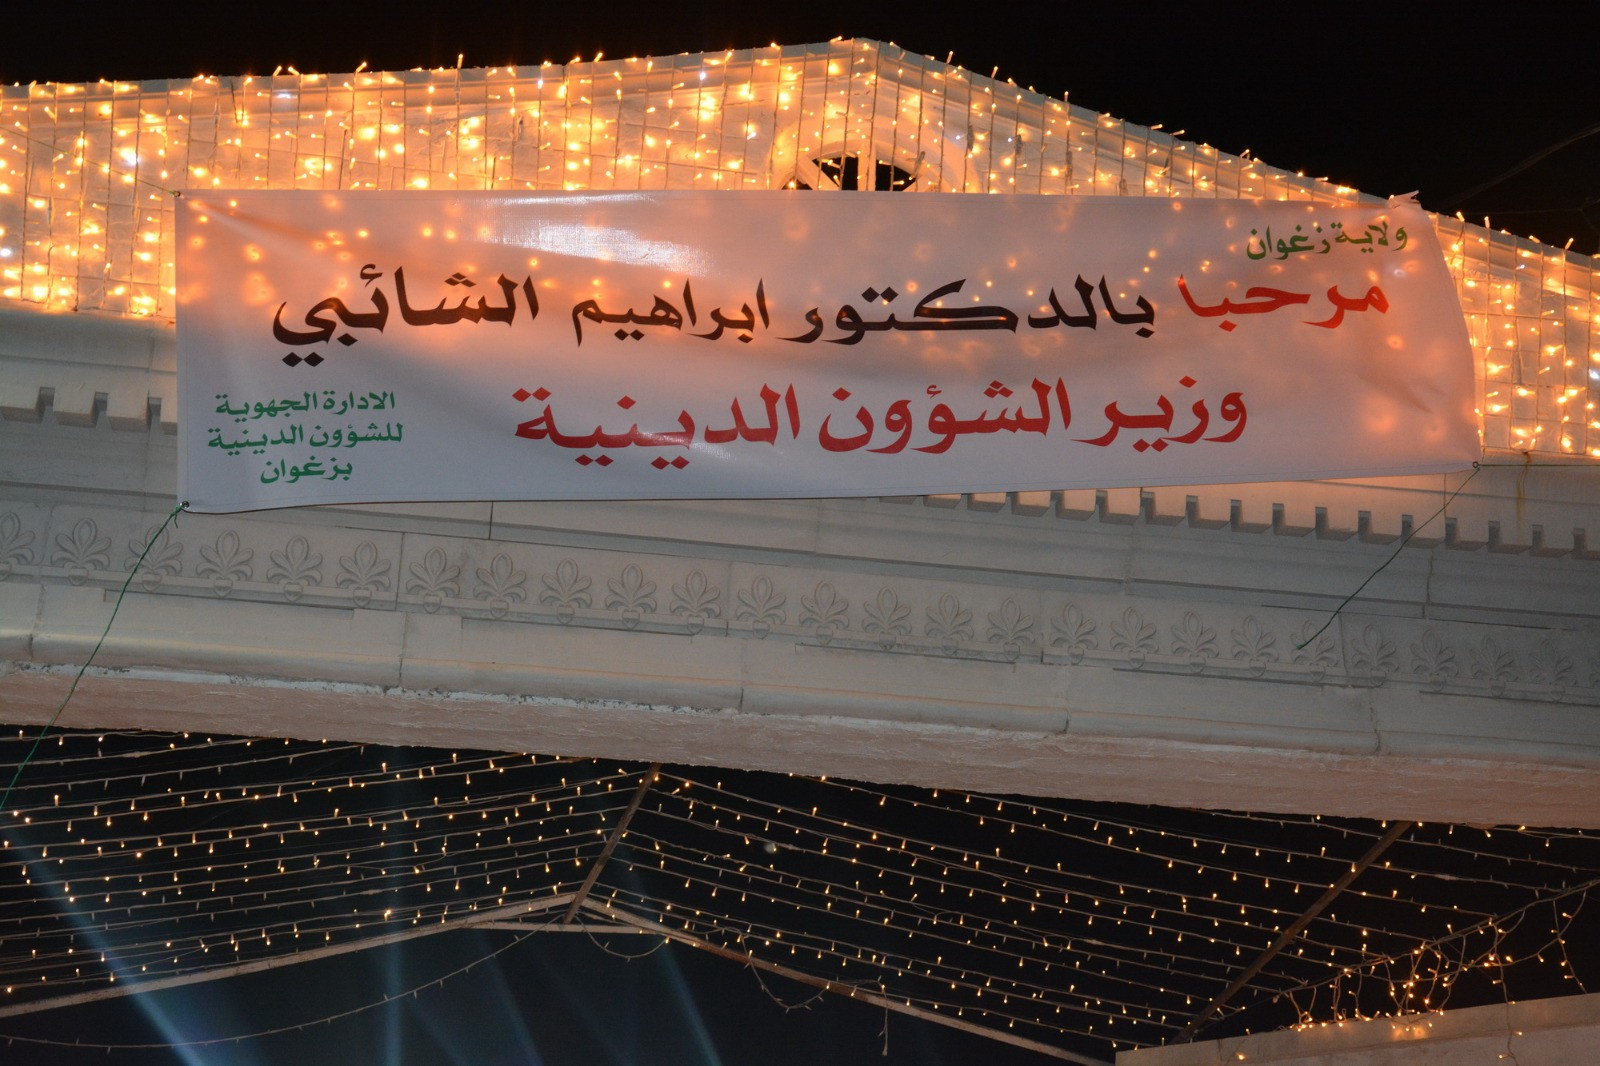 ولاية زغوان
مرحبا بالدكتور ابراهيم الشائبي
وزير الشؤون الدينية
الادارة الجهوية
للشؤون الدينية
بزغوان